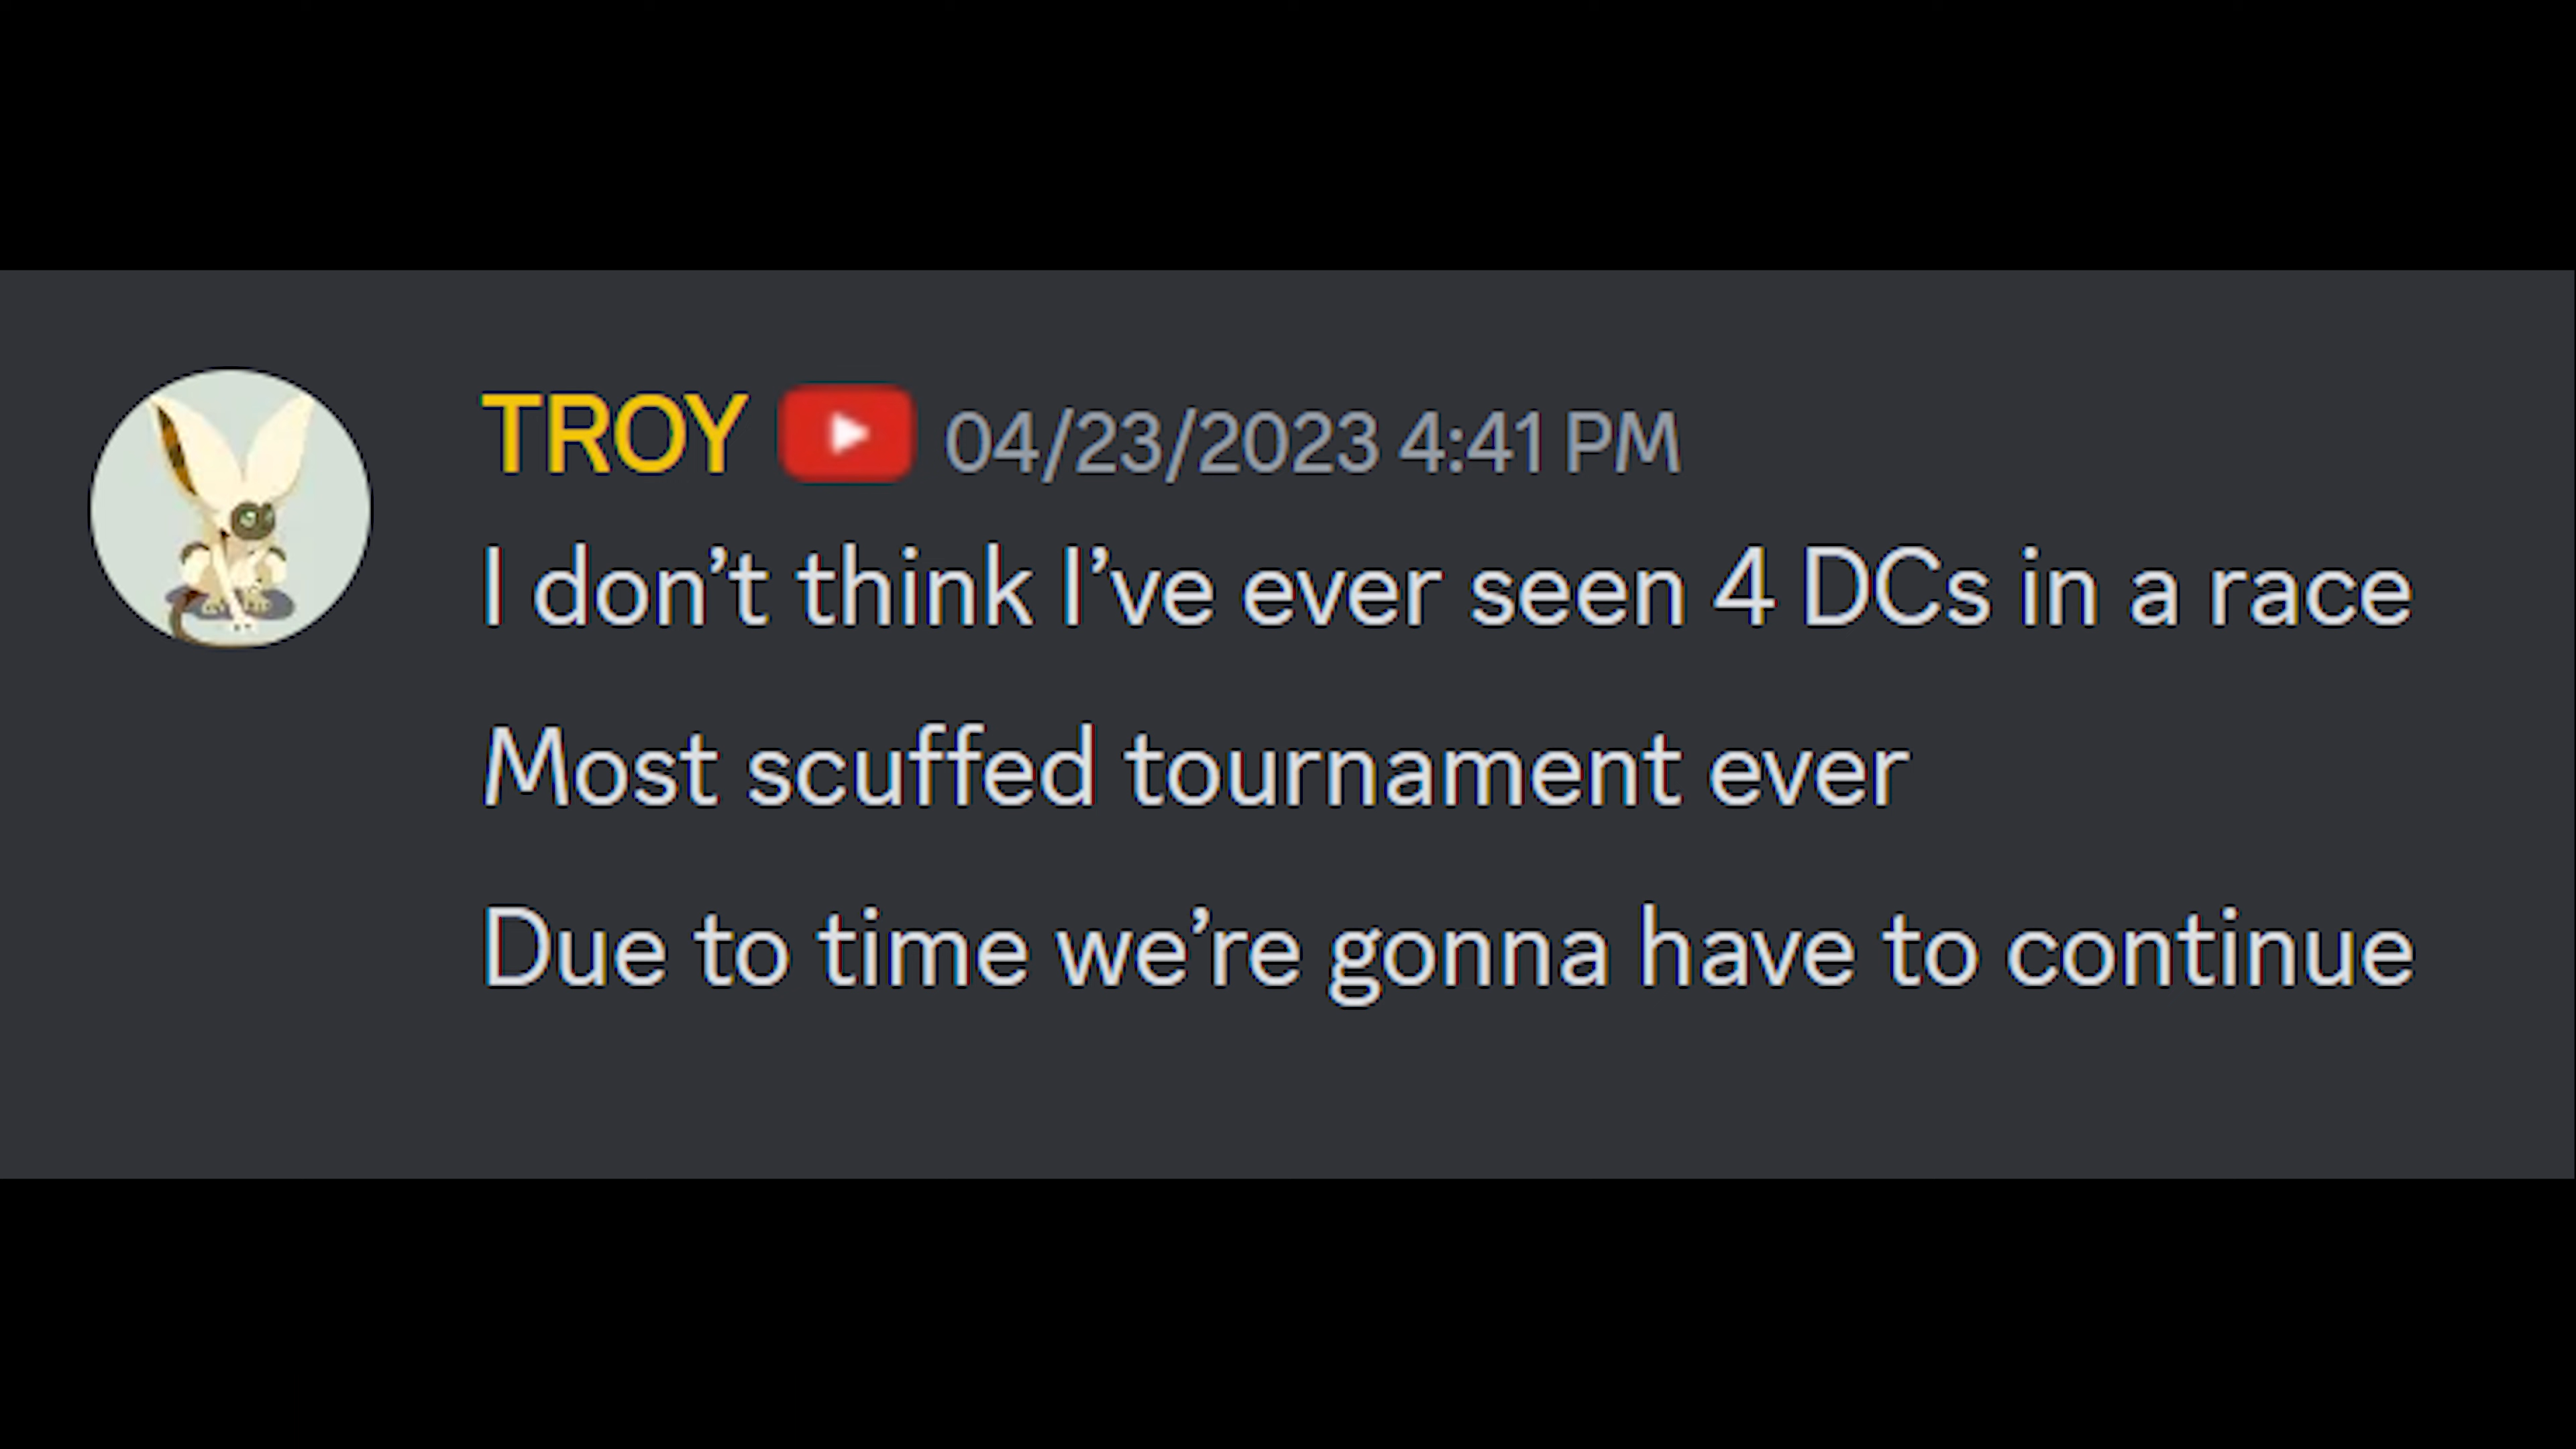 TROY 04/23/2023 4:41 PM
I don’t think I’ve ever seen 4 DCs in a race
Most scuffed tournament ever
Due to time we’re gonna have to continue